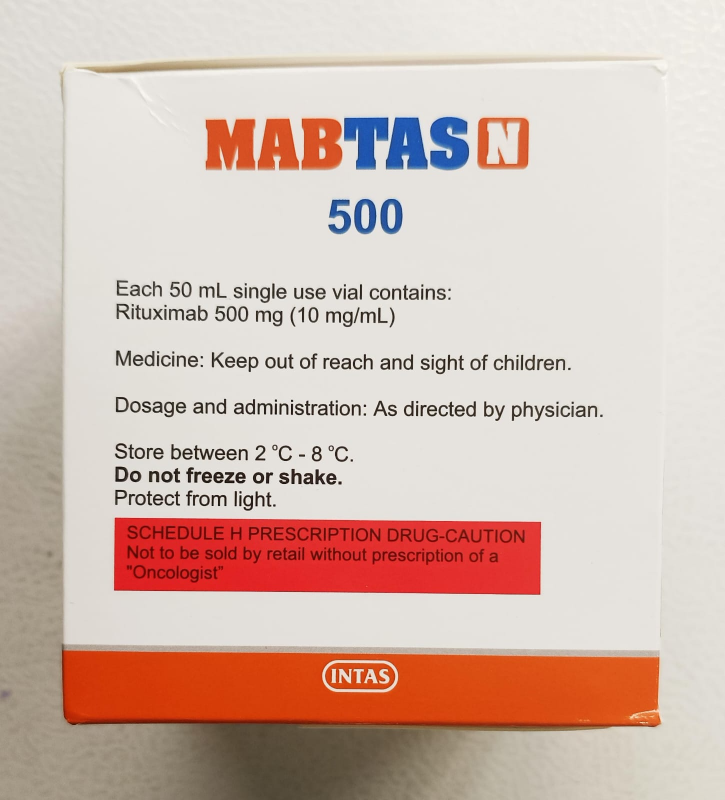 MABTAS N
500
Each 50 mL single use vial contains:
Rituximab 500 mg (10 mg/mL)
Medicine: Keep out of reach and sight of children.
Dosage and administration: As directed by physician.
Store between 2 °C - 8 °C.
Do not freeze or shake.
Protect from light.
SCHEDULE H PRESCRIPTION DRUG-CAUTION
Not to be sold by retail without prescription of a
"Oncologist"
INTAS